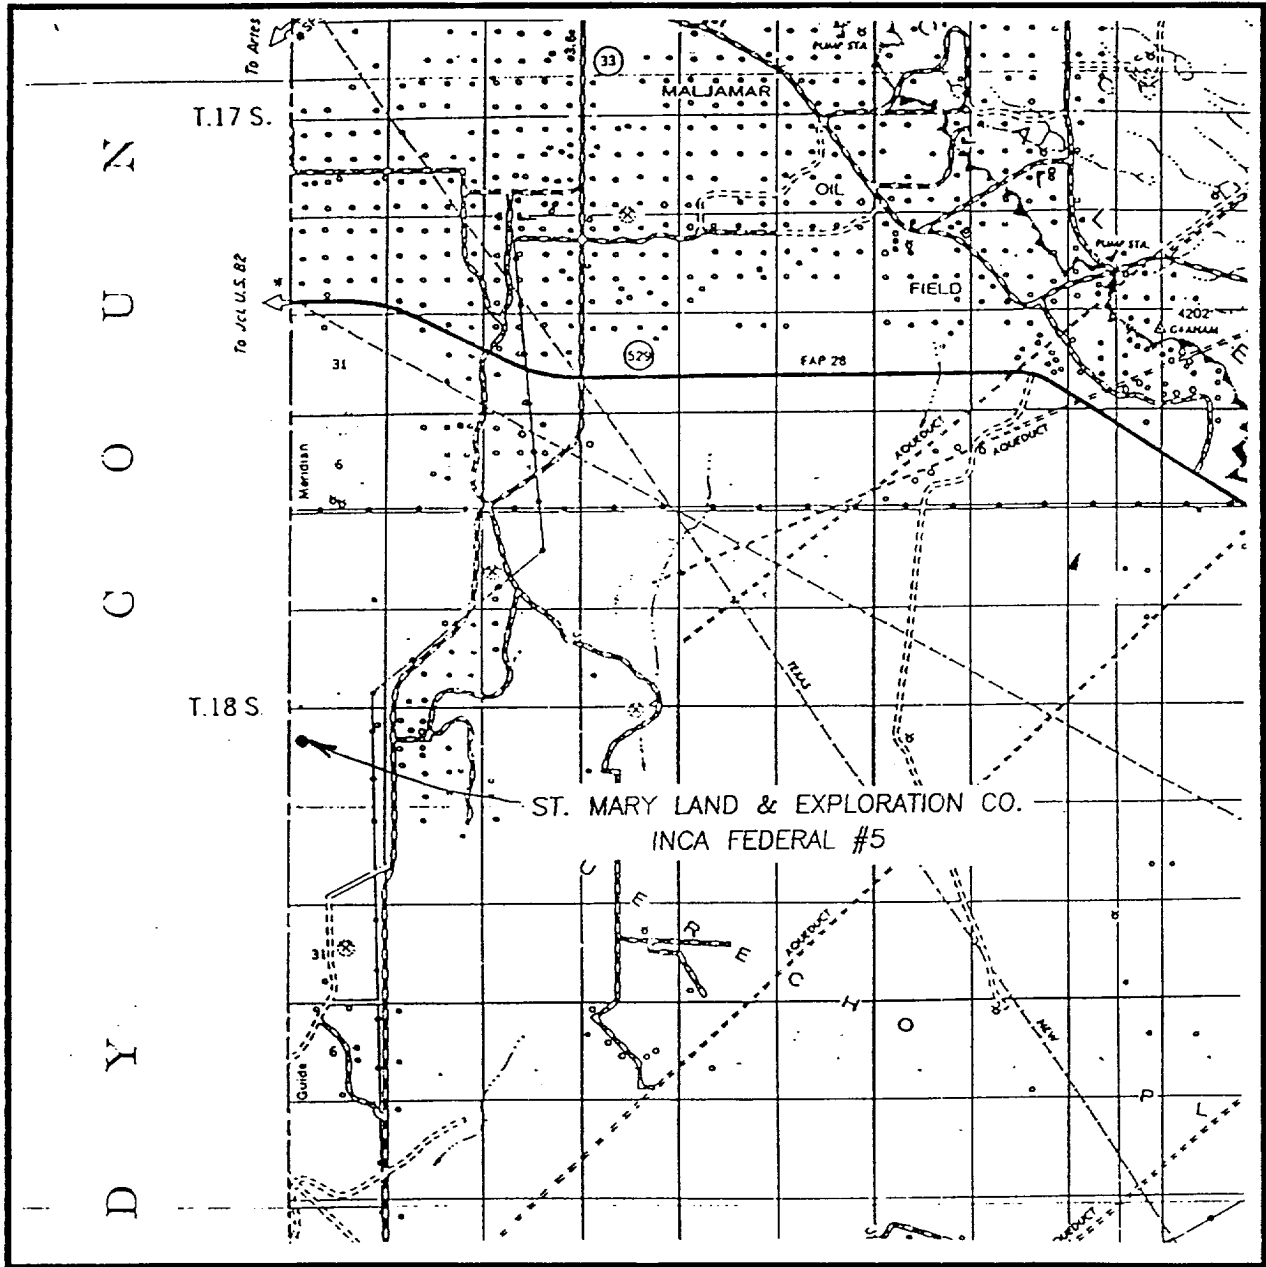 To Artes
33
PUMP STA.
MALJAMAR
T.17 S.
OIL
PUMP STA.
To Jct. U.S. 82
FIELD
4202
GRAHAM
529
FAP 28
31
AQUEDUCT
AQUEDUCT
Meridian
6
TEXAS
T.18 S.
ST. MARY LAND & EXPLORATION CO.
INCA FEDERAL #5
U
E
R
E
C
H
O
P
L
AQUEDUCT
31
NEW
6
Guide
AQUEDUCT
D Y C O U N